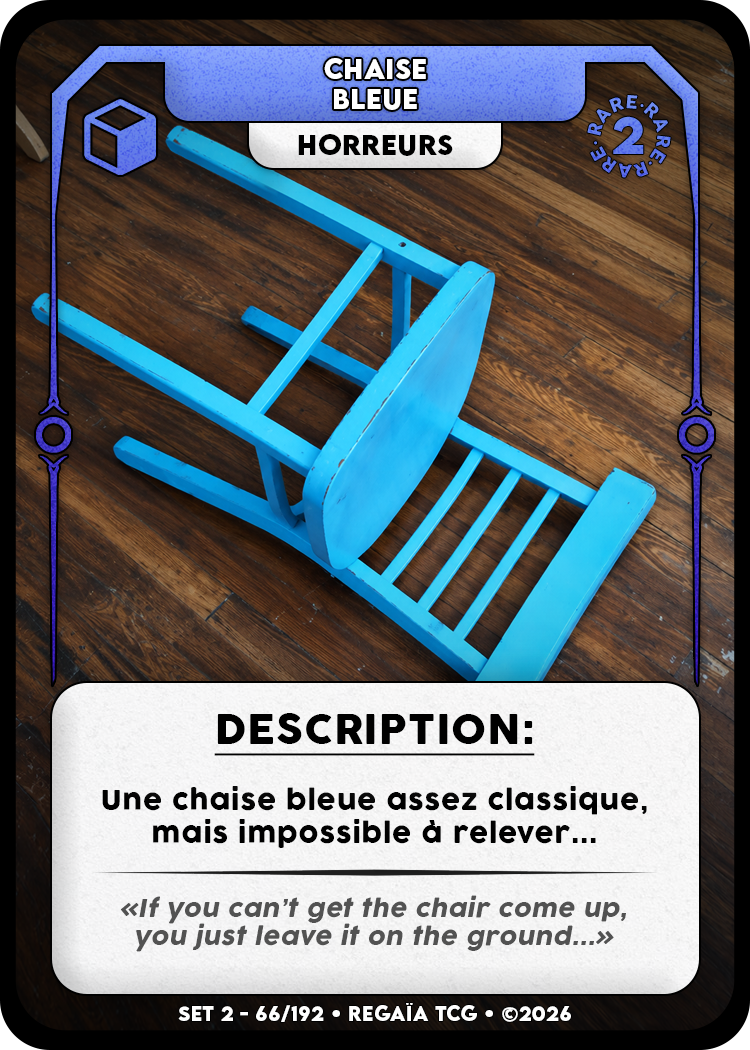 CHAISE
BLEUE
HORREURS
RARE•RARE•RARE•
2
DESCRIPTION:
Une chaise bleue assez classique,
mais impossible à relever...
«If you can't get the chair come up,
you just leave it on the ground...»
SET 2 - 66/192 • REGAÏA TCG • ©2026